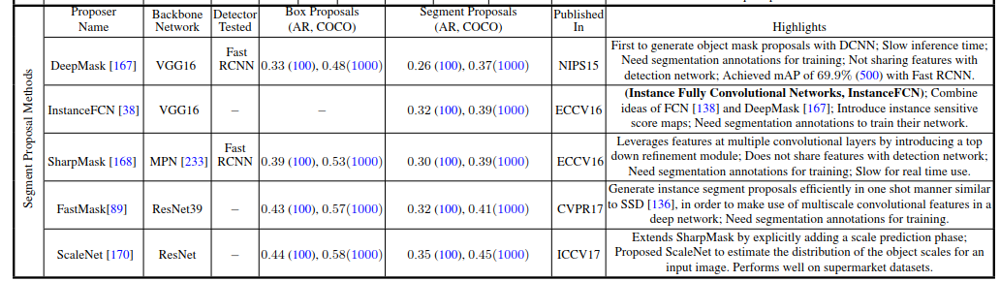 Proposer Name | Backbone Network | Detector Tested | Box Proposals (AR, COCO) | Segment Proposals (AR, COCO) | Published In | Highlights
Segment Proposal Methods
DeepMask [167] | VGG16 | Fast RCNN | 0.33 (100), 0.48(1000) | 0.26 (100), 0.37(1000) | NIPS15 | First to generate object mask proposals with DCNN; Slow inference time;
Need segmentation annotations for training; Not sharing features with
detection network; Achieved mAP of 69.9% (500) with Fast RCNN.
InstanceFCN [38] | VGG16 | − | − | 0.32 (100), 0.39(1000) | ECCV16 | (Instance Fully Convolutional Networks, InstanceFCN); Combine
ideas of FCN [138] and DeepMask [167]; Introduce instance sensitive
score maps; Need segmentation annotations to train their network.
SharpMask [168] | MPN [233] | Fast RCNN | 0.39 (100), 0.53(1000) | 0.30 (100), 0.39(1000) | ECCV16 | Leverages features at multiple convolutional layers by introducing a top
down refinement module; Does not share features with detection network;
Need segmentation annotations for training; Slow for real time use.
FastMask[89] | ResNet39 | − | 0.43 (100), 0.57(1000) | 0.32 (100), 0.41(1000) | CVPR17 | Generate instance segment proposals efficiently in one shot manner similar
to SSD [136], in order to make use of multiscale convolutional features in a
deep network; Need segmentation annotations for training.
ScaleNet [170] | ResNet | − | 0.44 (100), 0.58(1000) | 0.35 (100), 0.45(1000) | ICCV17 | Extends SharpMask by explicitly adding a scale prediction phase;
Proposed ScaleNet to estimate the distribution of the object scales for an
input image. Performs well on supermarket datasets.